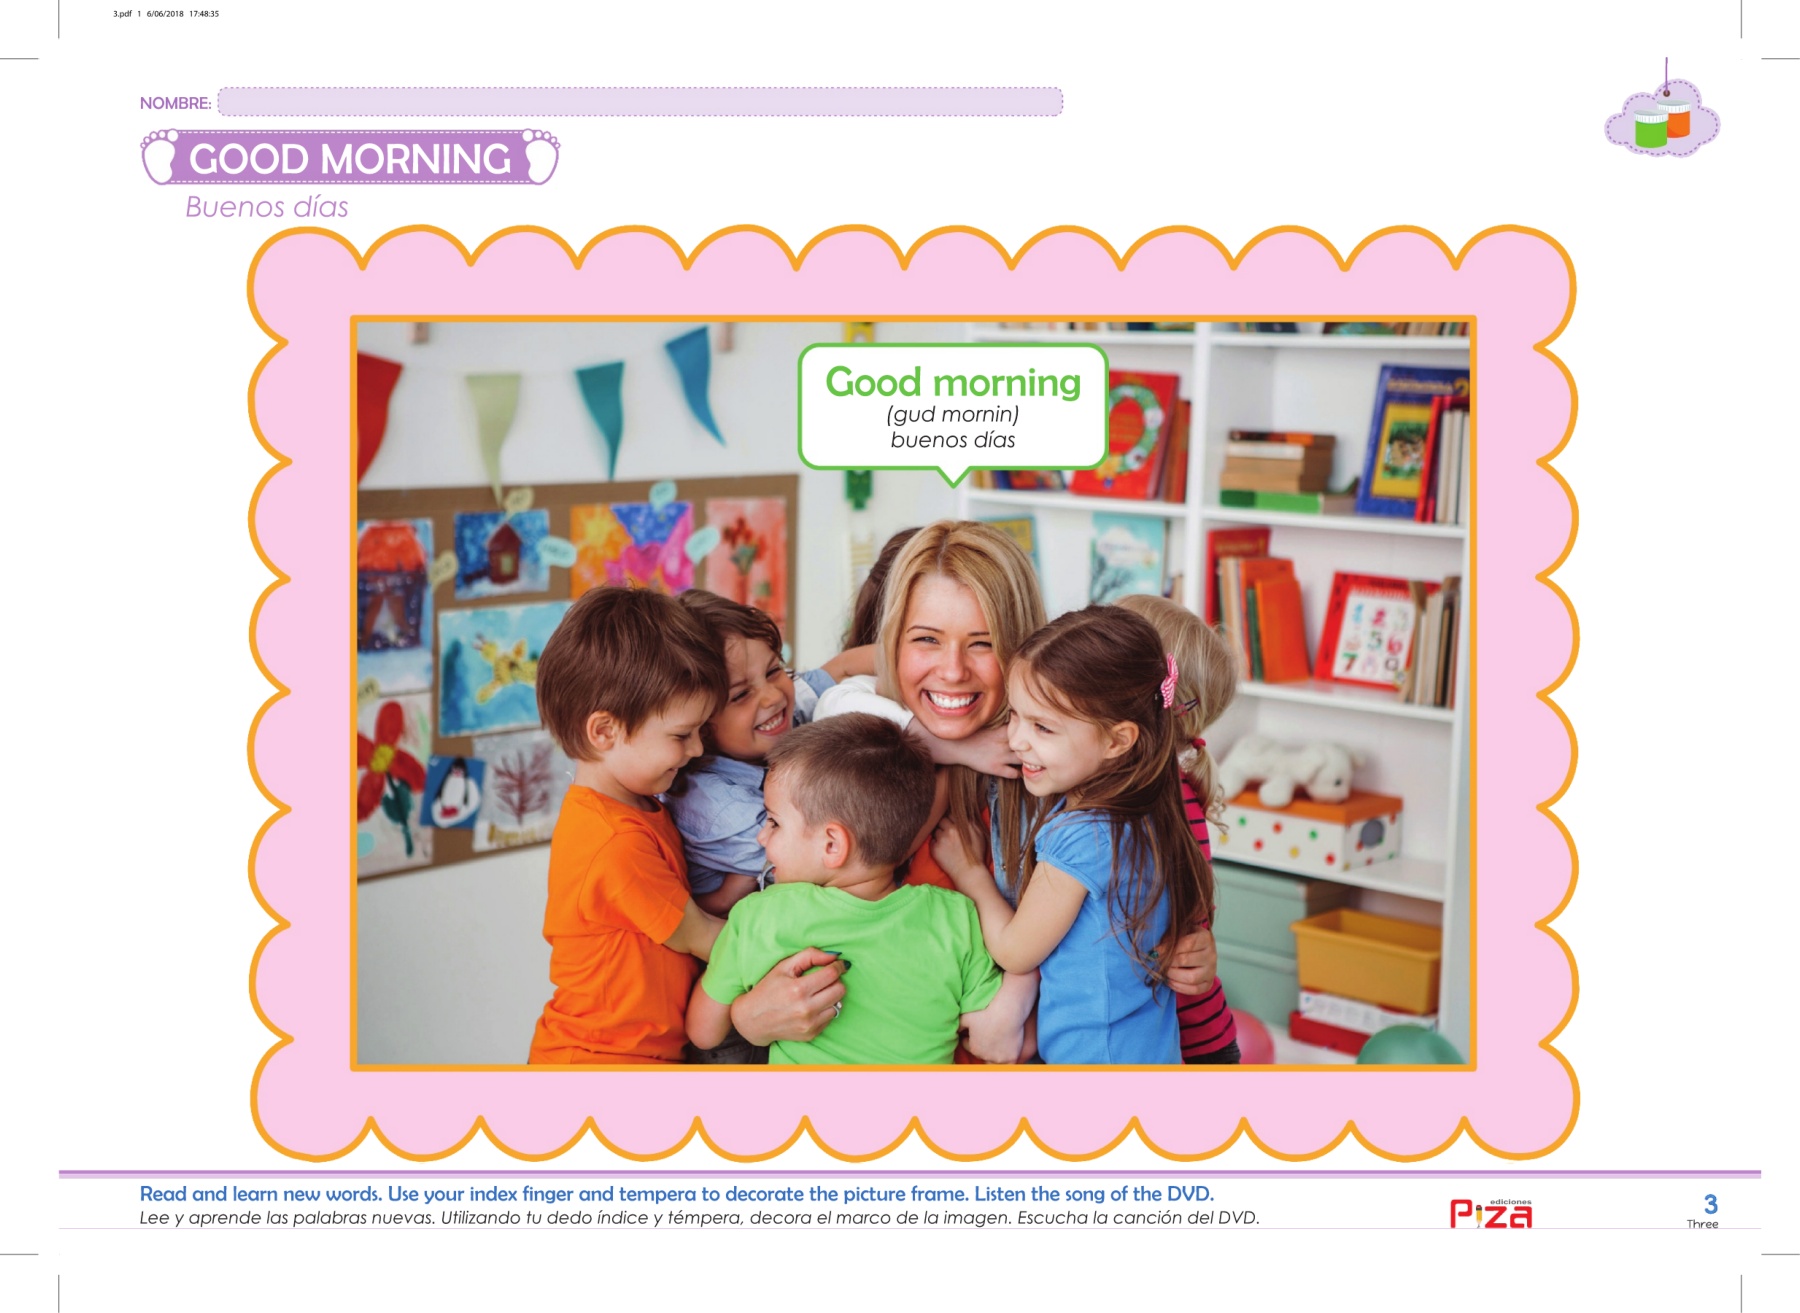 3.pdf 1 6/06/2018 17:48:35
NOMBRE:
GOOD MORNING
Buenos días
Good morning
(gud mornin)
buenos días
Read and learn new words. Use your index finger and tempera to decorate the picture frame. Listen the song of the DVD.
Lee y aprende las palabras nuevas. Utilizando tu dedo índice y témpera, decora el marco de la imagen. Escucha la canción del DVD.
ediciones
Piza
3
Three